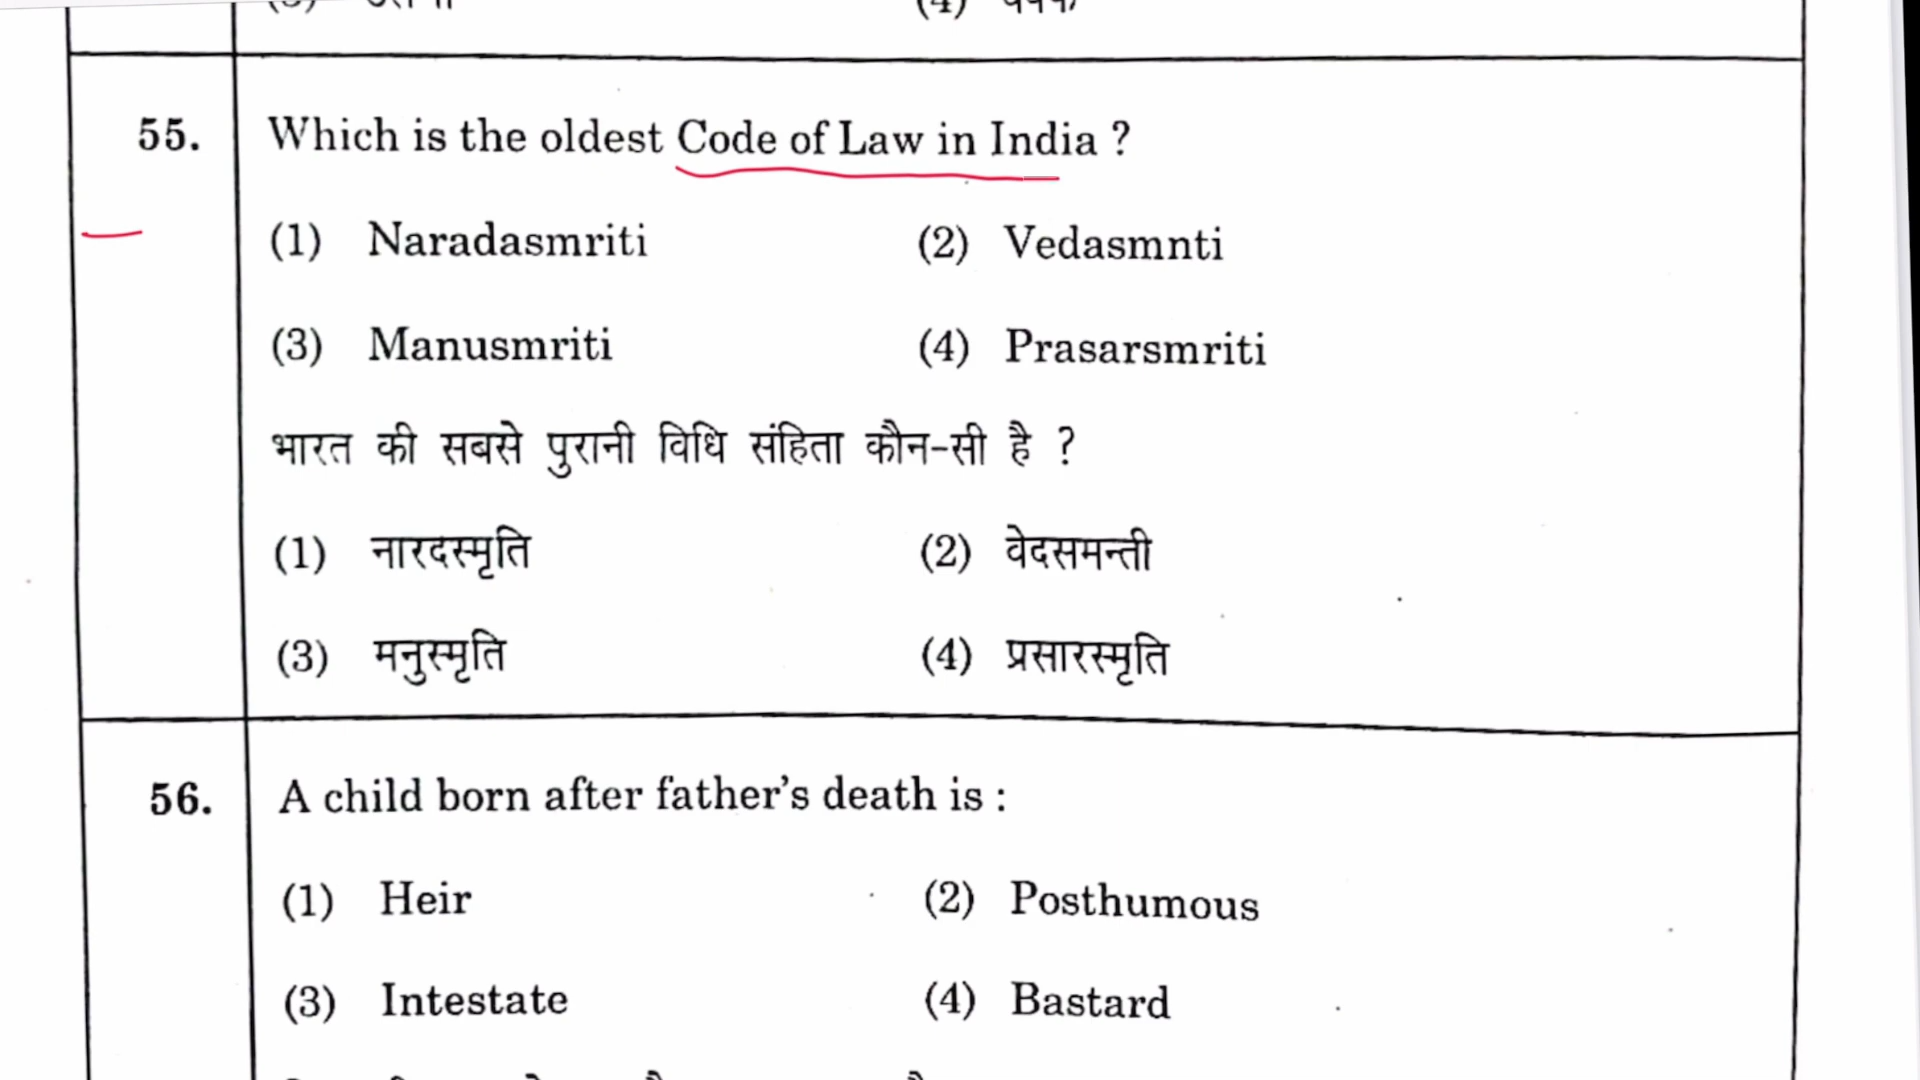 55. Which is the oldest Code of Law in India ?
(1) Naradasmriti (2) Vedasmnti
(3) Manusmriti (4) Prasarsmriti
भारत की सबसे पुरानी विधि संहिता कौन-सी है ?
(1) नारदस्मृति (2) वेदसमन्ती
(3) मनुस्मृति (4) प्रसारस्मृति
56. A child born after father's death is :
(1) Heir (2) Posthumous
(3) Intestate (4) Bastard